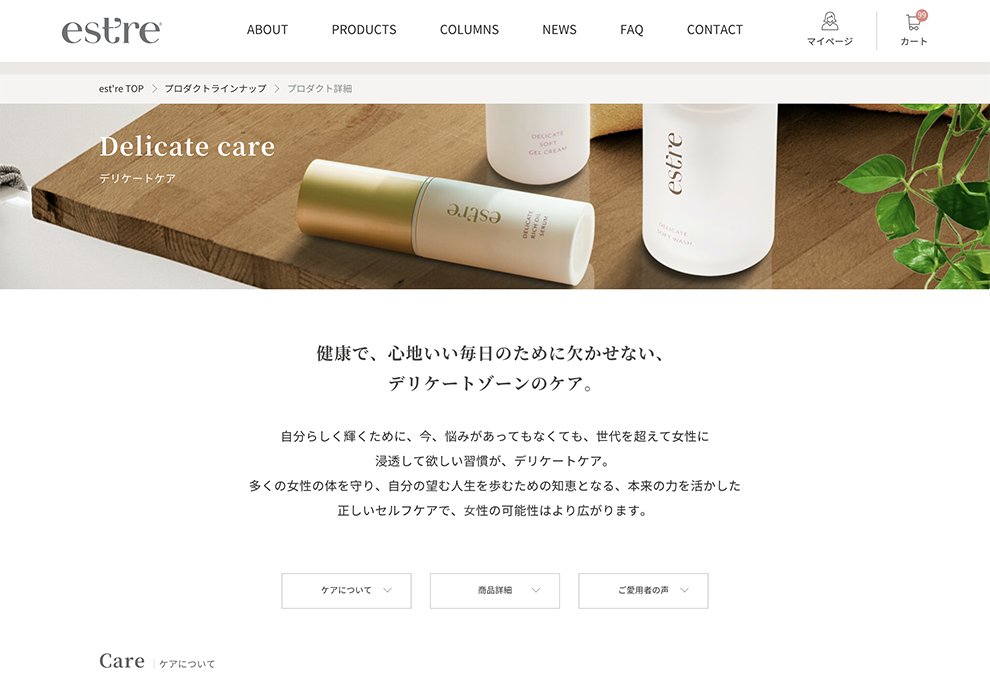 est're
ABOUT
PRODUCTS
COLUMNS
NEWS
FAQ
CONTACT
マイページ
99
カート
est're TOP
プロダクトラインナップ
プロダクト詳細
Delicate care
デリケートケア
DELICATE
SOFT
GEL CREAM
est're
DELICATE
RICH OIL
SERUM
est're
DELICATE
SOFT WASH
健康で、心地いい毎日のために欠かせない、
デリケートゾーンのケア。
自分らしく輝くために、今、悩みがあってもなくても、世代を超えて女性に
浸透して欲しい習慣が、デリケートケア。
多くの女性の体を守り、自分の望む人生を歩むための知恵となる、本来の力を活かした
正しいセルフケアで、女性の可能性はより広がります。
ケアについて
商品詳細
ご愛用者の声
Care
ケアについて